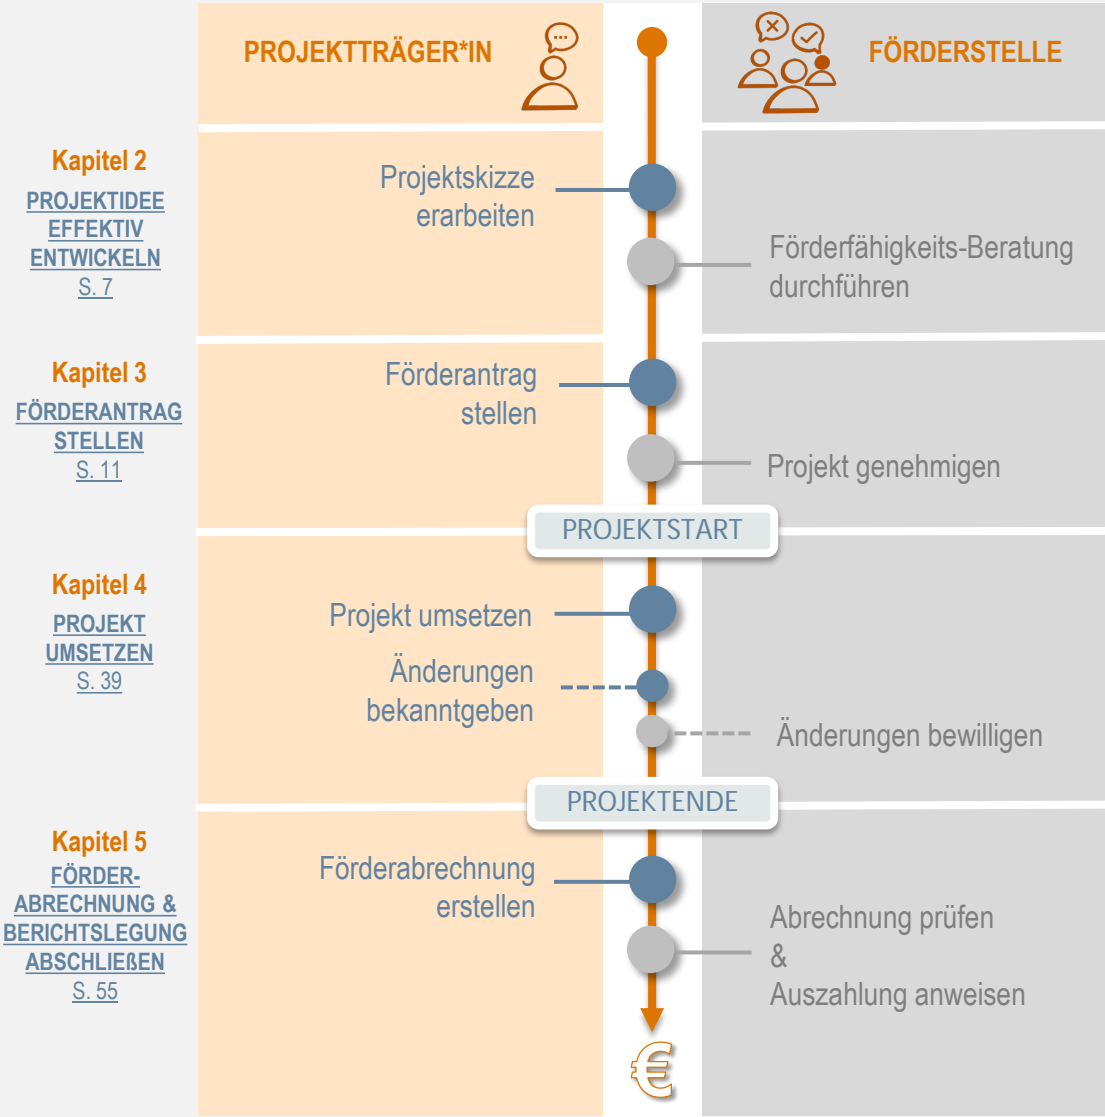 PROJEKTTRÄGER*IN
FÖRDERSTELLE
Kapitel 2
PROJEKTIDEE
EFFEKTIV
ENTWICKELN
S. 7
Projektskizze
erarbeiten
Förderfähigkeits-Beratung
durchführen
Kapitel 3
FÖRDERANTRAG
STELLEN
S. 11
Förderantrag
stellen
Projekt genehmigen
PROJEKTSTART
Kapitel 4
PROJEKT
UMSETZEN
S. 39
Projekt umsetzen
Änderungen
bekanntgeben
Änderungen bewilligen
PROJEKTENDE
Kapitel 5
FÖRDER-
ABRECHNUNG &
BERICHTSLEGUNG
ABSCHLIEßEN
S. 55
Förderabrechnung
erstellen
Abrechnung prüfen
&
Auszahlung anweisen
€